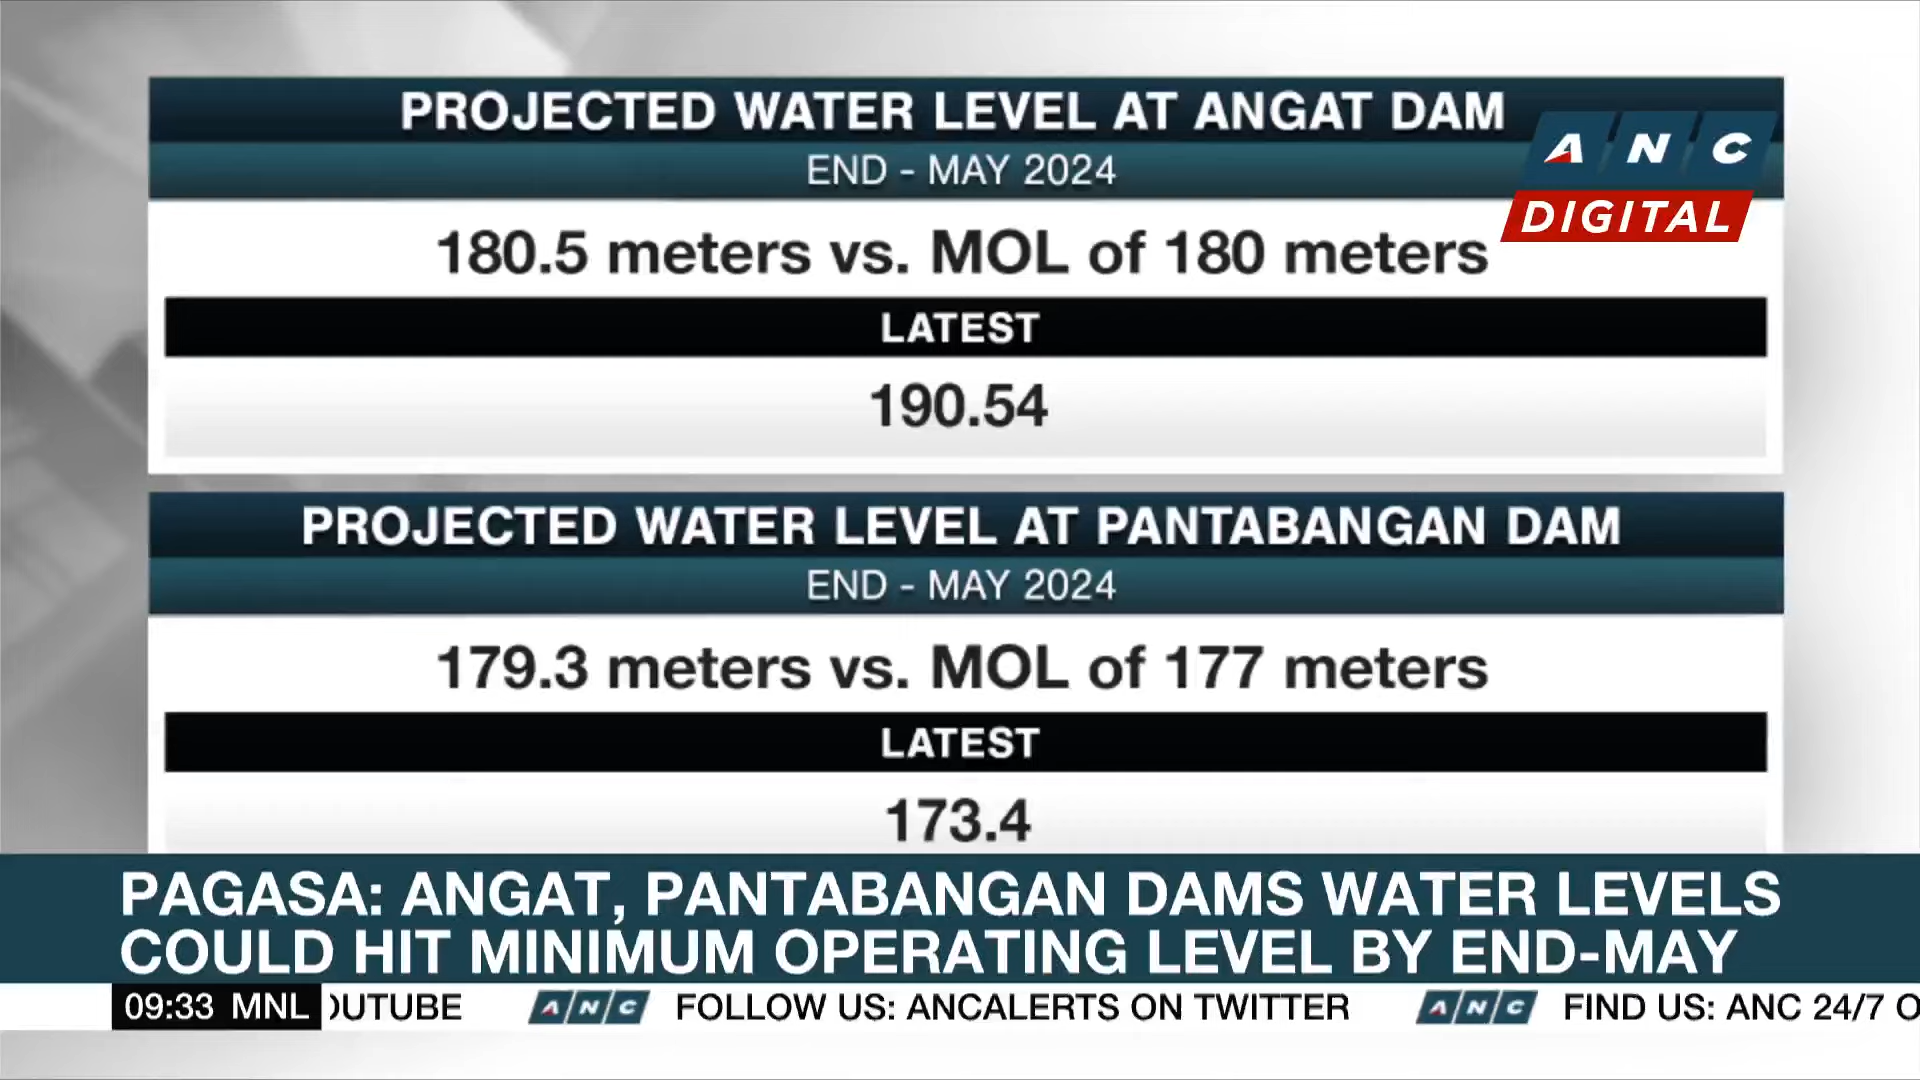 PROJECTED WATER LEVEL AT ANGAT DAM
END - MAY 2024
ANC
DIGITAL
180.5 meters vs. MOL of 180 meters
LATEST
190.54
PROJECTED WATER LEVEL AT PANTABANGAN DAM
END - MAY 2024
179.3 meters vs. MOL of 177 meters
LATEST
173.4
PAGASA: ANGAT, PANTABANGAN DAMS WATER LEVELS
COULD HIT MINIMUM OPERATING LEVEL BY END-MAY
09:33 MNL OUTUBE ANC FOLLOW US: ANCALERTS ON TWITTER ANC FIND US: ANC 24/7 O